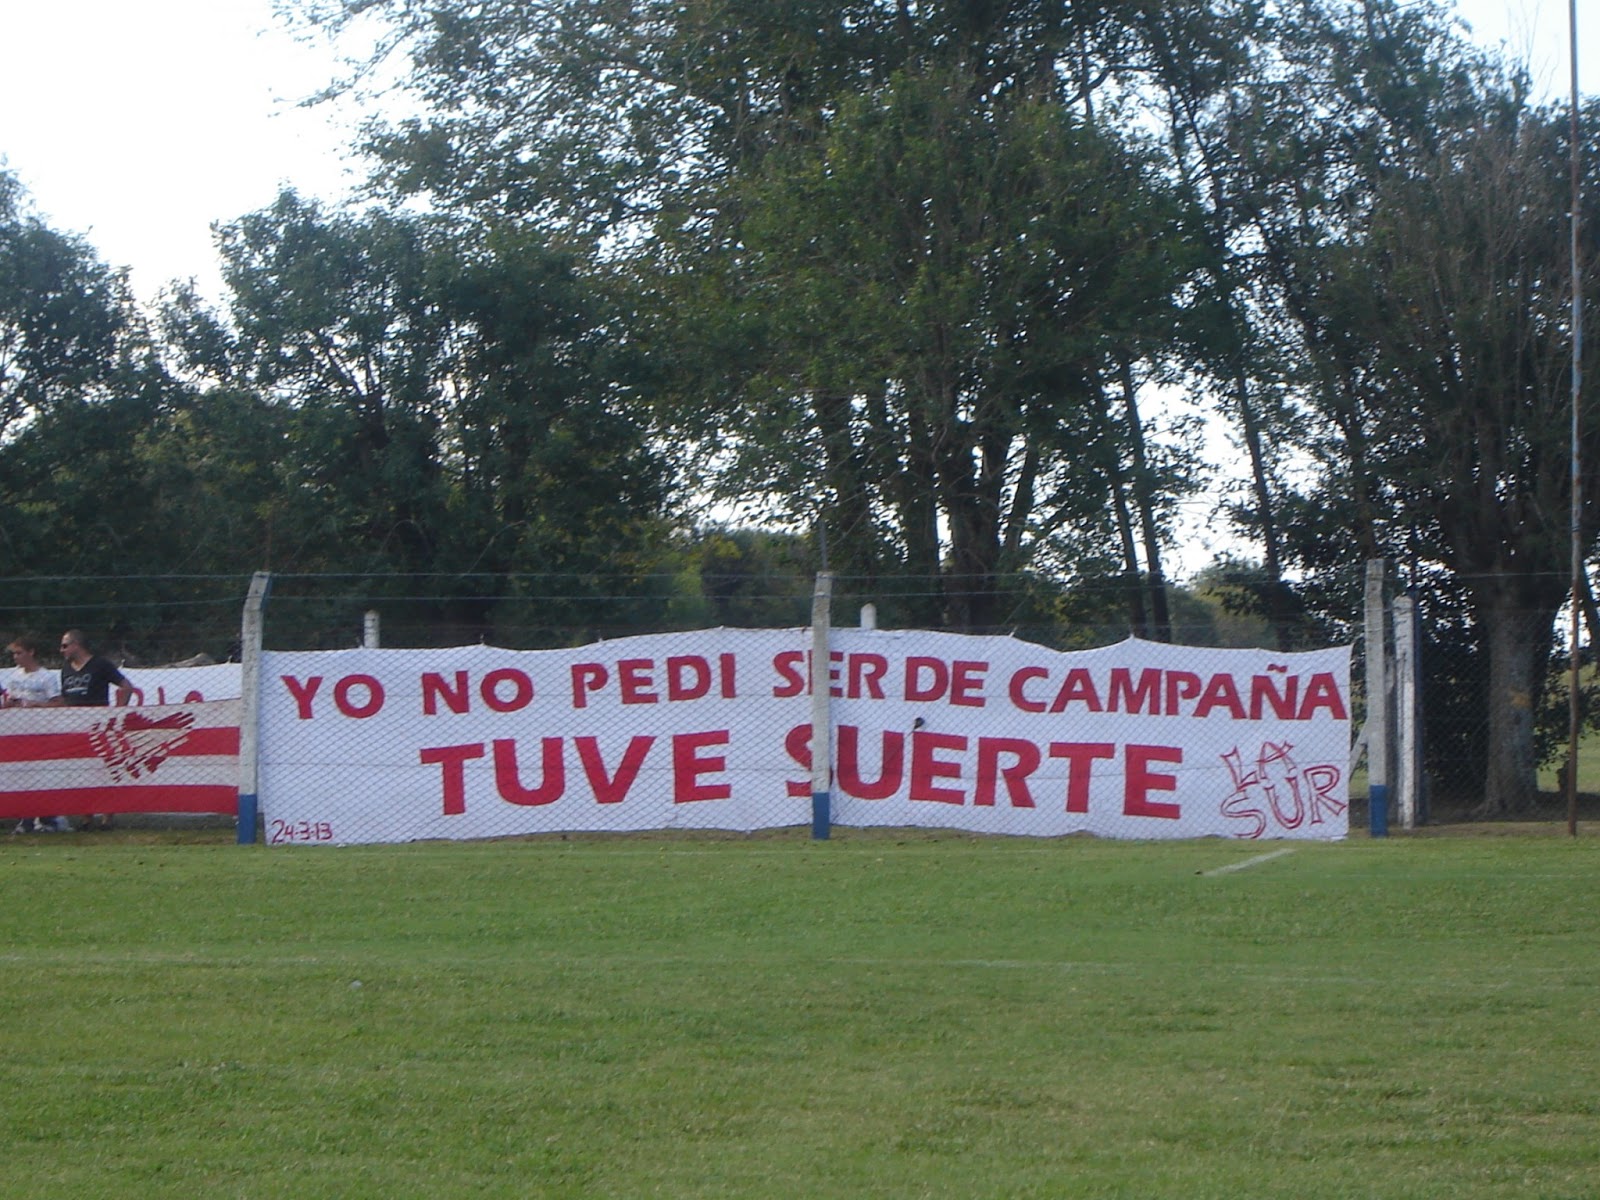 YO NO PEDI SER DE CAMPAÑA
TUVE SUERTE
LA
SUR
24-3-13